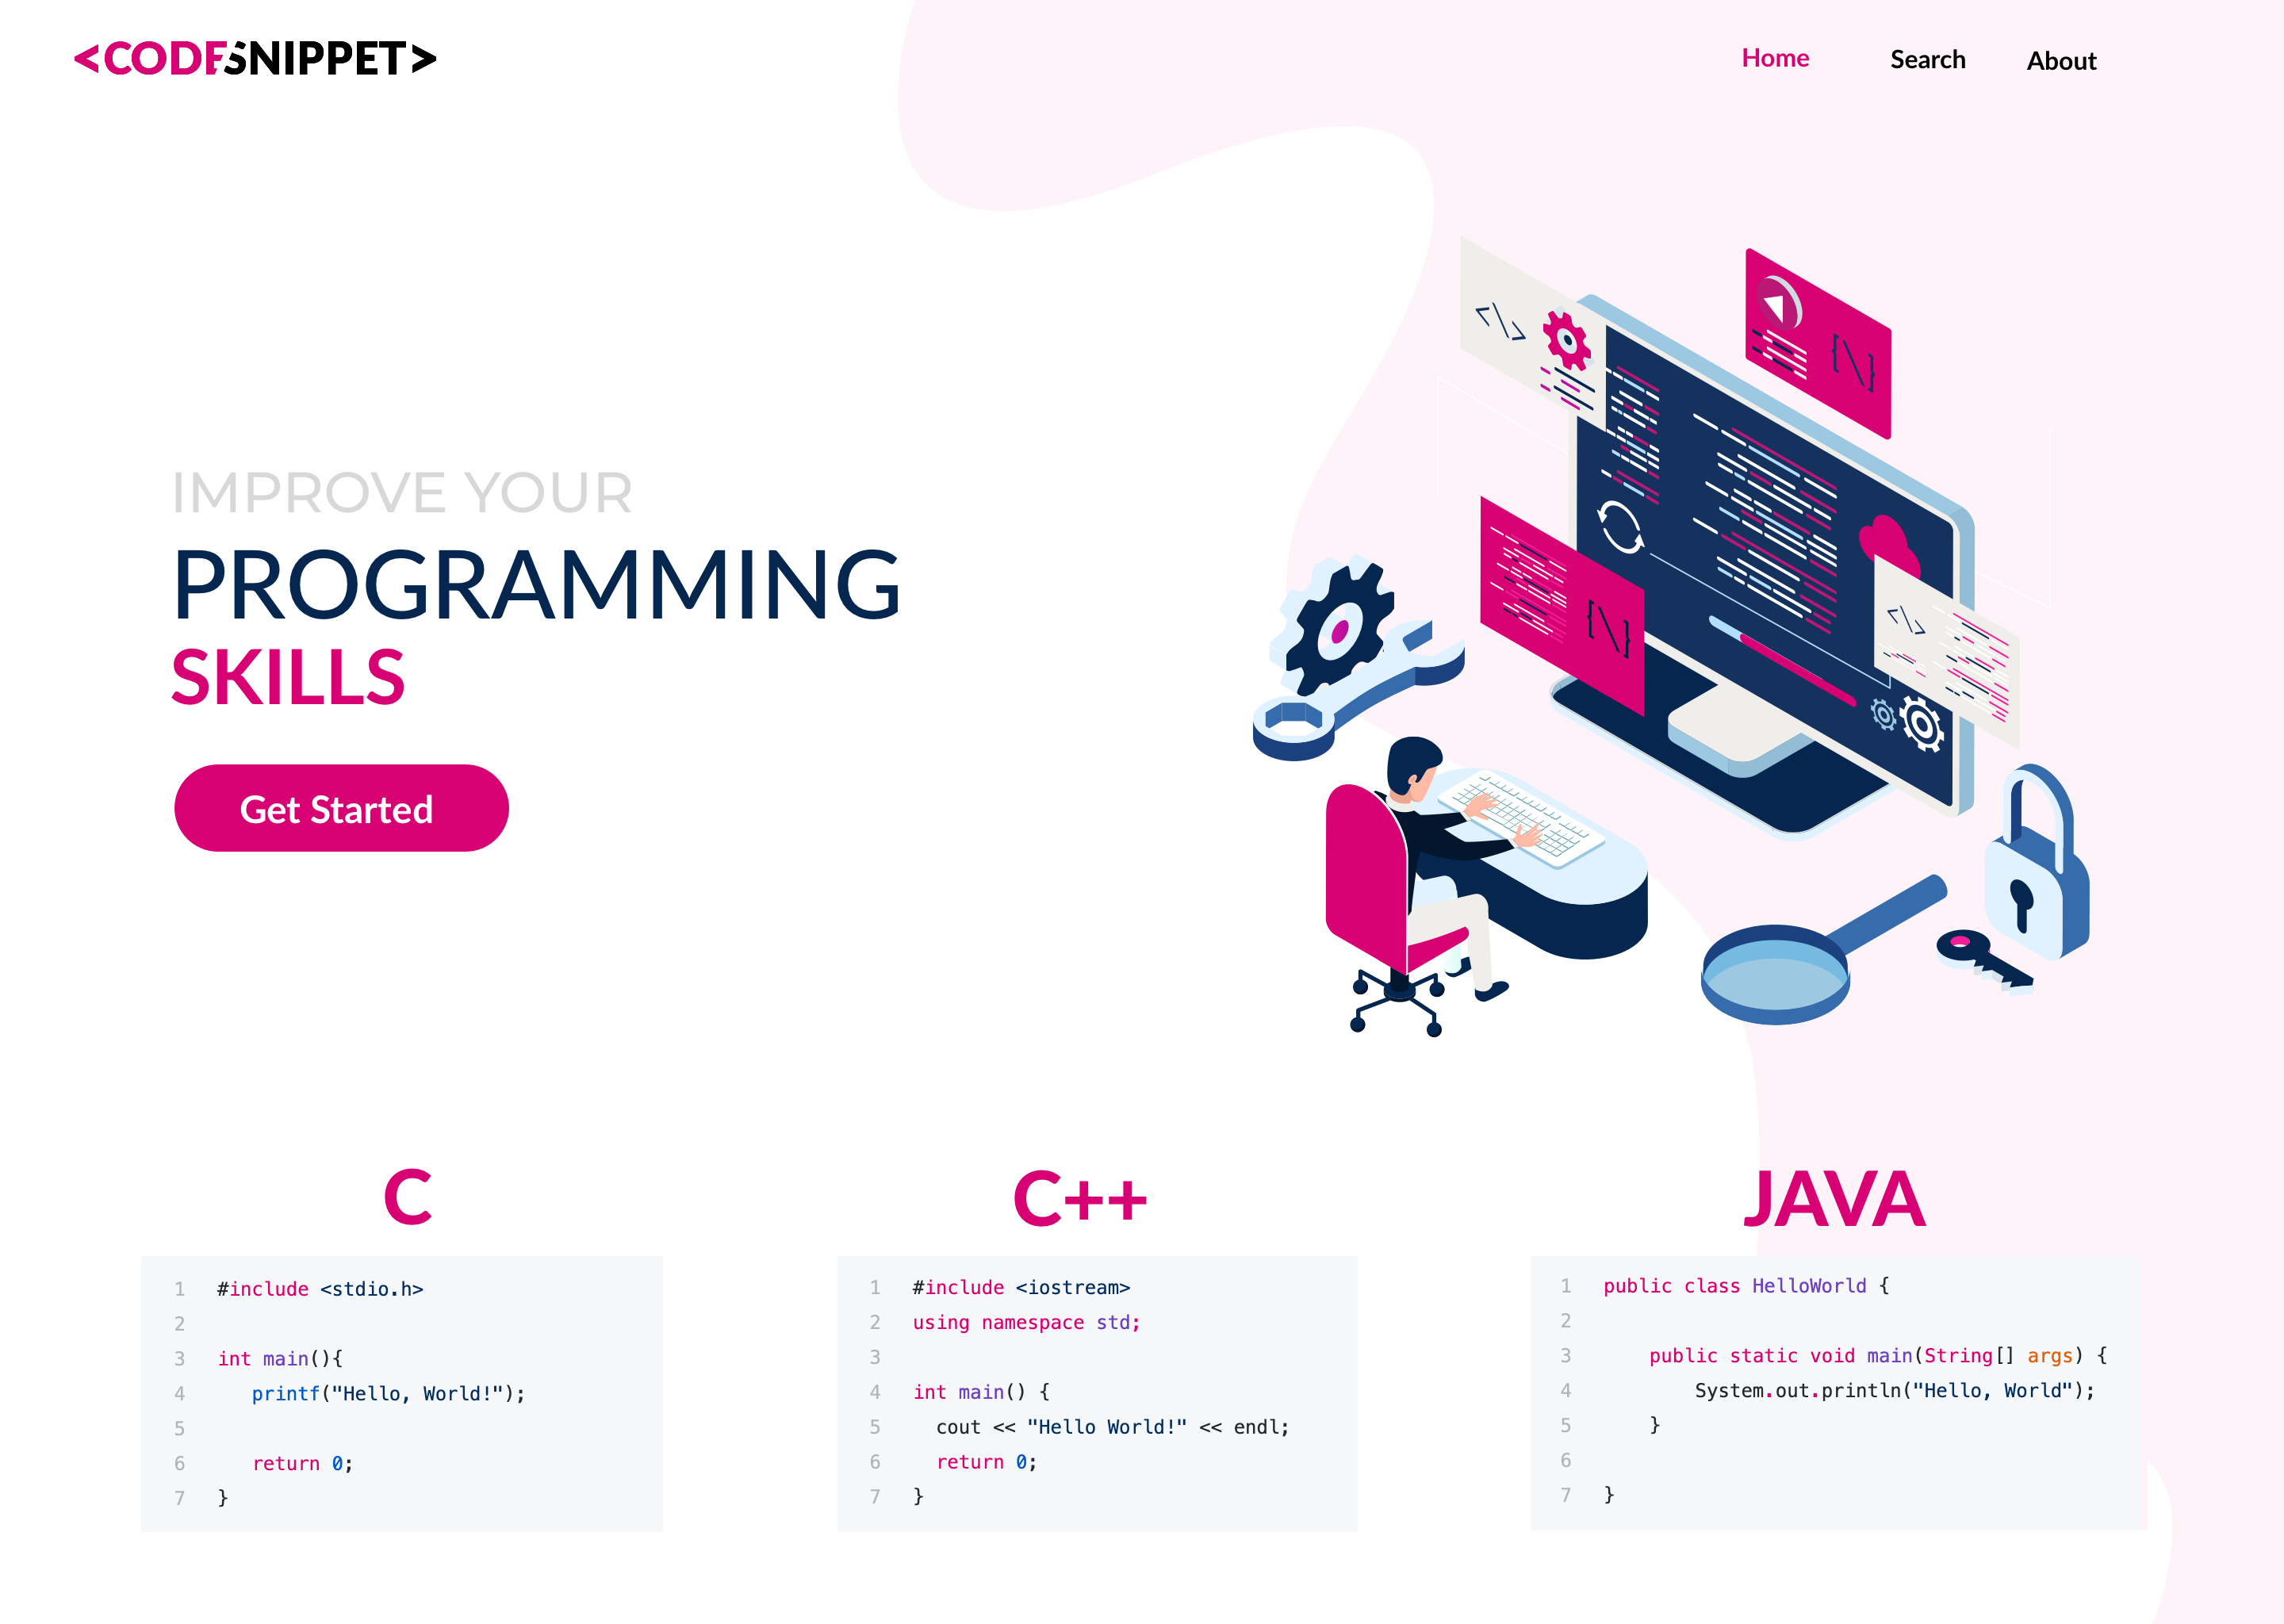 <CODESNIPPET>
Home
Search
About
IMPROVE YOUR
PROGRAMMING
SKILLS
Get Started
</\>
[\]
{\}
</\>
C
1 #include <stdio.h>
2
3 int main(){
4    printf("Hello, World!");
5
6    return 0;
7 }
C++
1 #include <iostream>
2 using namespace std;
3
4 int main() {
5   cout << "Hello World!" << endl;
6   return 0;
7 }
JAVA
1 public class HelloWorld {
2
3     public static void main(String[] args) {
4         System.out.println("Hello, World");
5     }
6
7 }